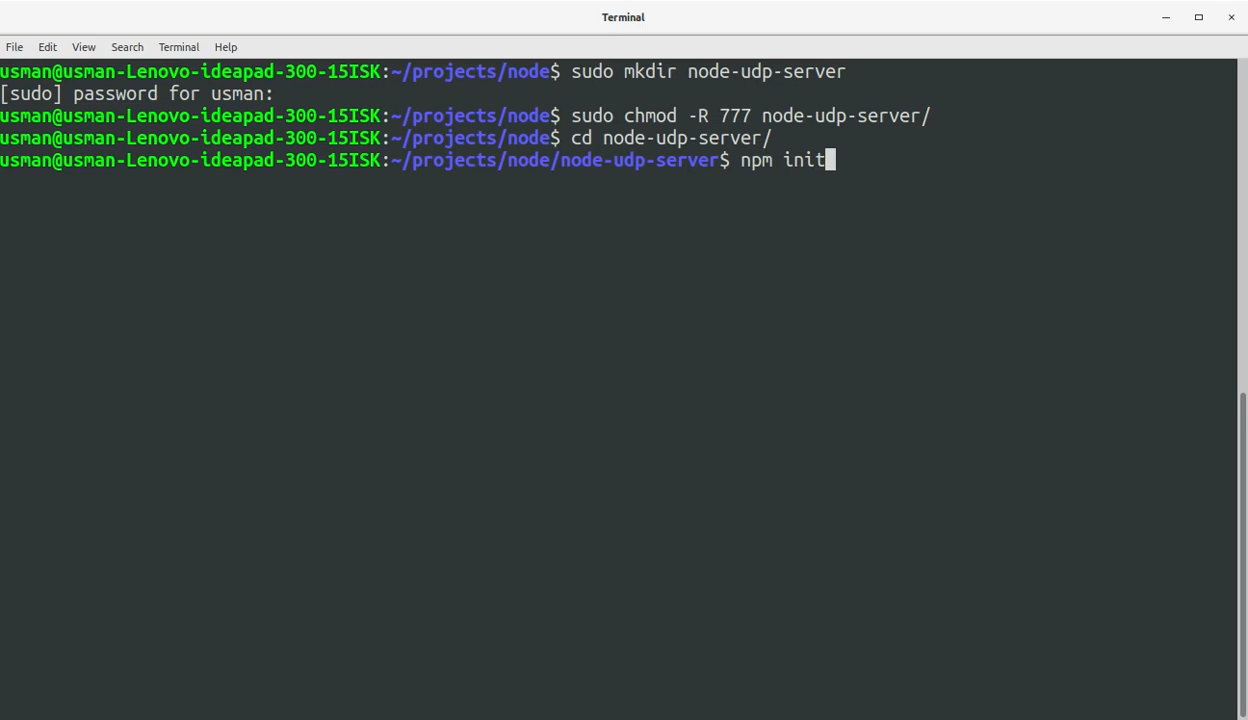 Terminal
File Edit View Search Terminal Help
usman@usman-Lenovo-ideapad-300-15ISK:~/projects/node$ sudo mkdir node-udp-server
[sudo] password for usman:
usman@usman-Lenovo-ideapad-300-15ISK:~/projects/node$ sudo chmod -R 777 node-udp-server/
usman@usman-Lenovo-ideapad-300-15ISK:~/projects/node$ cd node-udp-server/
usman@usman-Lenovo-ideapad-300-15ISK:~/projects/node/node-udp-server$ npm init